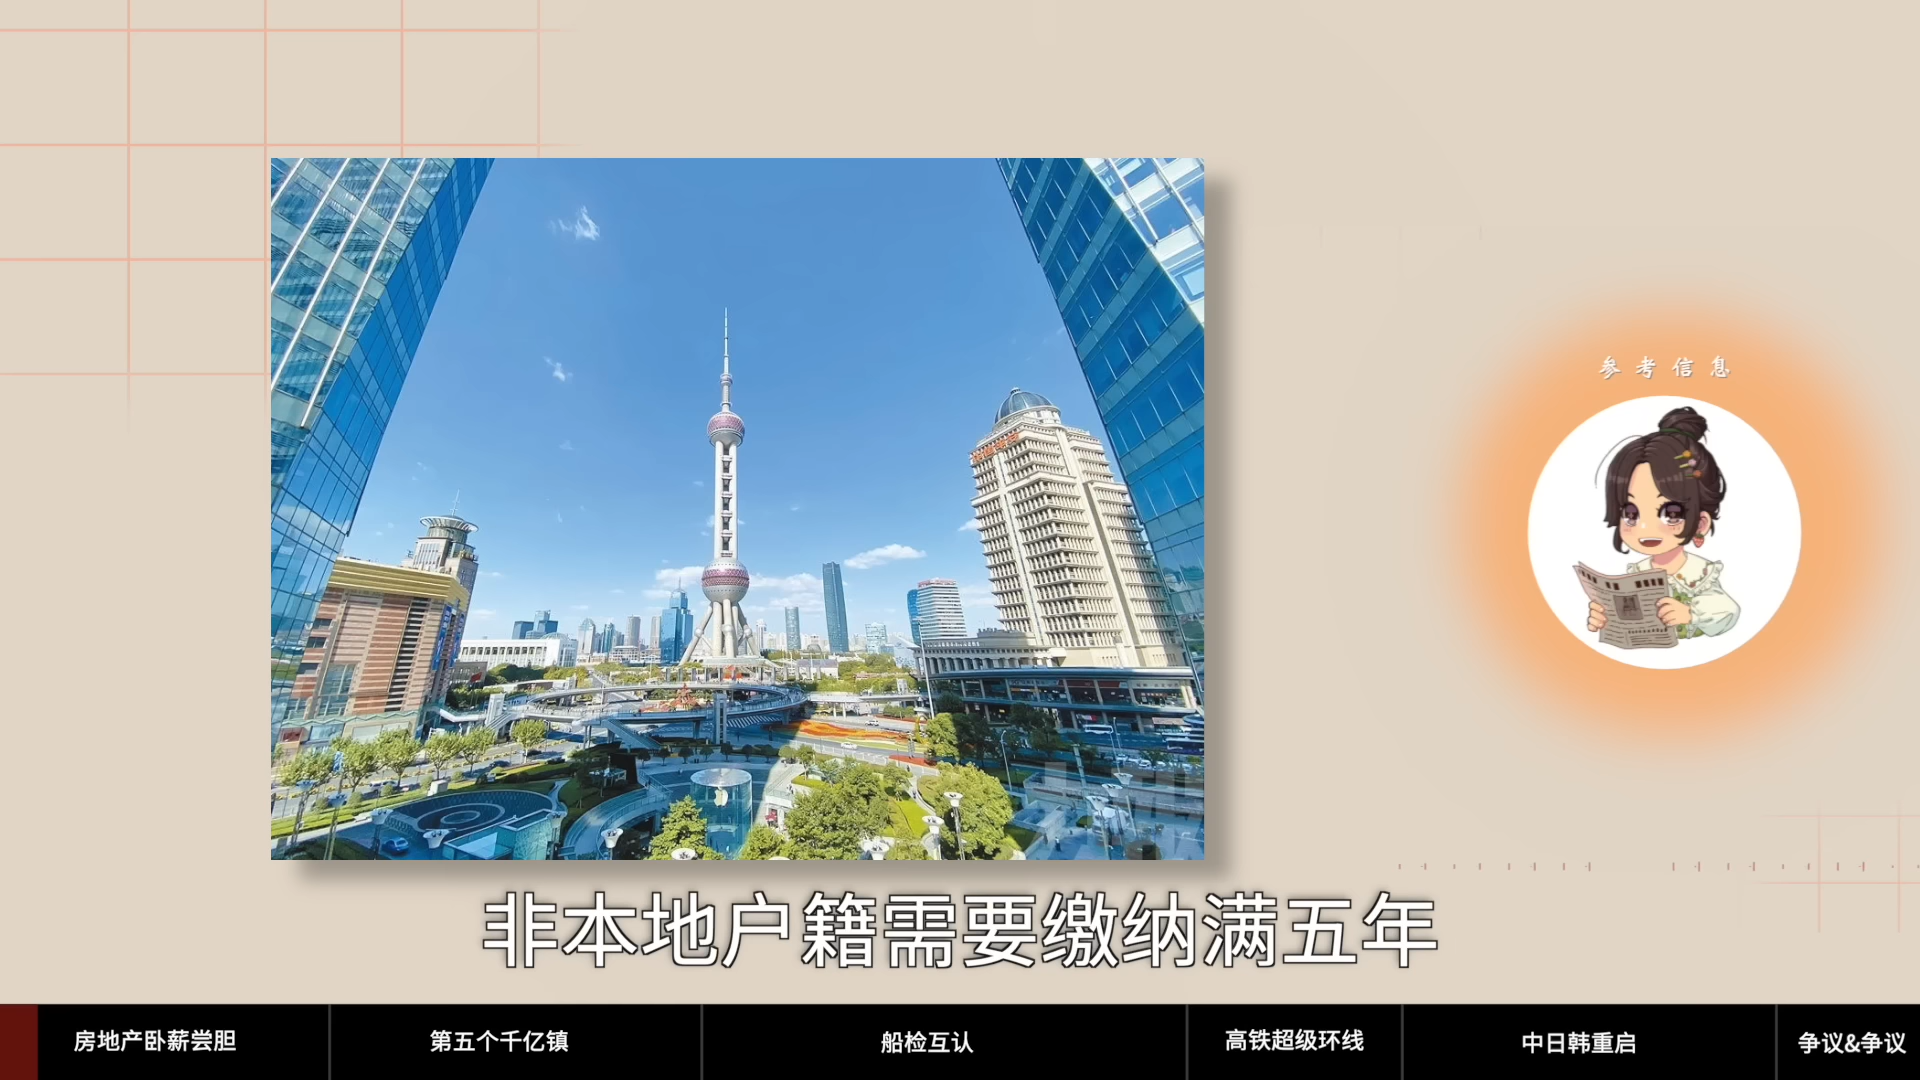 参考信息
非本地户籍需要缴纳满五年
房地产卧薪尝胆
第五个千亿镇
船检互认
高铁超级环线
中日韩重启
争议&争议